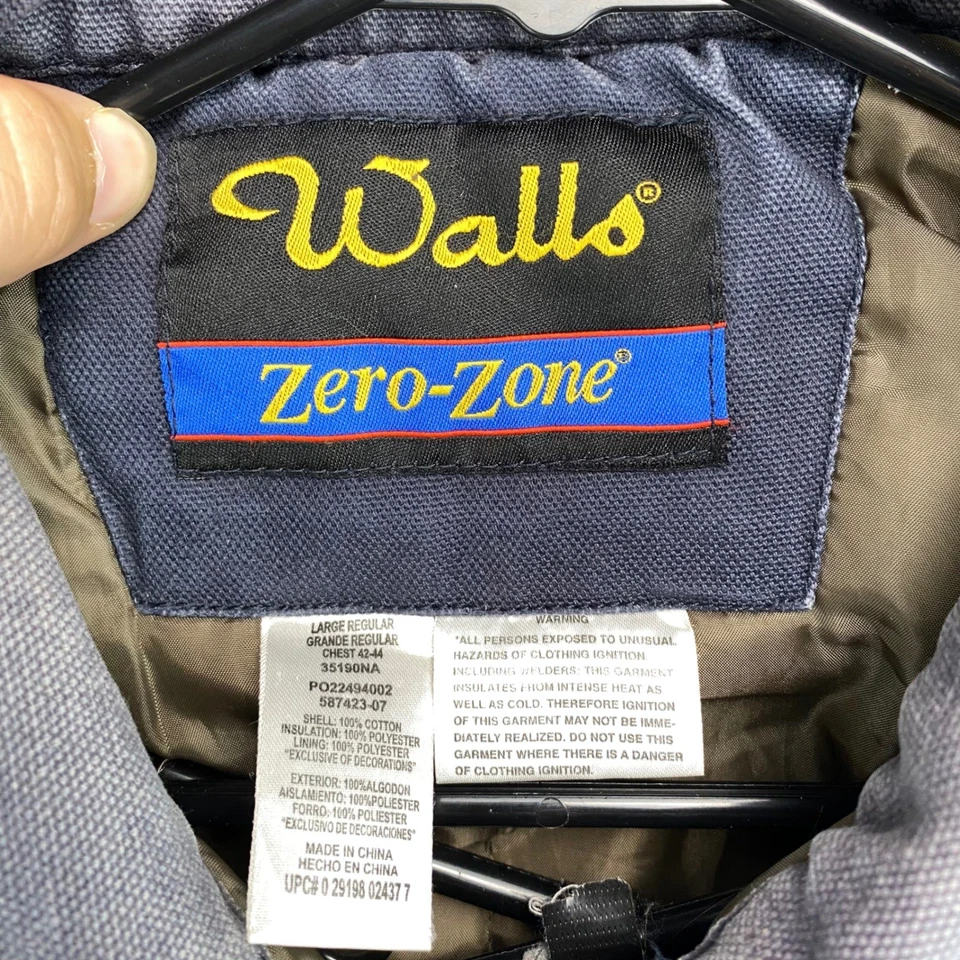 Walls®
Zero-Zone®
LARGE REGULAR
GRANDE REGULAR
CHEST 42-44
35190NA
PO22494002
587423-07
SHELL: 100% COTTON
INSULATION: 100% POLYESTER
LINING: 100% POLYESTER
"EXCLUSIVE OF DECORATIONS"
EXTERIOR: 100%ALGODON
AISLAMIENTO: 100%POLIESTER
FORRO: 100% POLIESTER
"EXCLUSIVO DE DECORACIONES"
MADE IN CHINA
HECHO EN CHINA
UPC# 0 29198 02437 7
WARNING
"ALL PERSONS EXPOSED TO UNUSUAL
HAZARDS OF CLOTHING IGNITION.
INCLUDING WELDERS: THIS GARMENT
INSULATES FROM INTENSE HEAT AS
WELL AS COLD. THEREFORE IGNITION
OF THIS GARMENT MAY NOT BE IMME-
DIATELY REALIZED. DO NOT USE THIS
GARMENT WHERE THERE IS A DANGER
OF CLOTHING IGNITION.